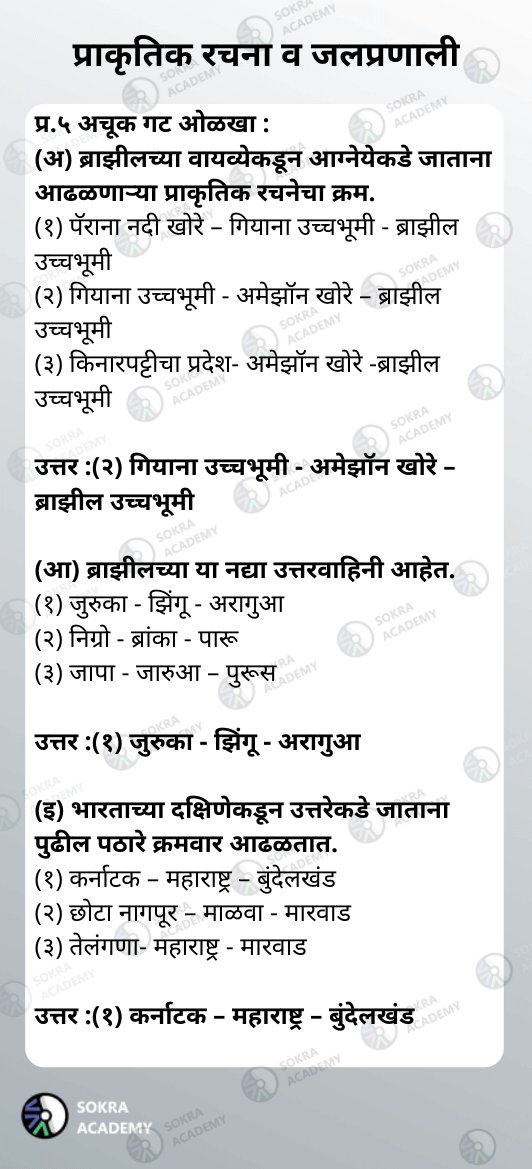 प्राकृतिक रचना व जलप्रणाली
प्र.५ अचूक गट ओळखा :
(अ) ब्राझीलच्या वायव्येकडून आग्नेयेकडे जाताना
आढळणाऱ्या प्राकृतिक रचनेचा क्रम.
(१) पॅराना नदी खोरे – गियाना उच्चभूमी - ब्राझील
उच्चभूमी
(२) गियाना उच्चभूमी - अमेझॉन खोरे – ब्राझील
उच्चभूमी
(३) किनारपट्टीचा प्रदेश- अमेझॉन खोरे -ब्राझील
उच्चभूमी
उत्तर :(२) गियाना उच्चभूमी - अमेझॉन खोरे –
ब्राझील उच्चभूमी
(आ) ब्राझीलच्या या नद्या उत्तरवाहिनी आहेत.
(१) जुरुका - झिंगू - अरागुआ
(२) निग्रो - ब्रांका - पारू
(३) जापा - जारुआ – पुरूस
उत्तर :(१) जुरुका - झिंगू - अरागुआ
(इ) भारताच्या दक्षिणेकडून उत्तरेकडे जाताना
पुढील पठारे क्रमवार आढळतात.
(१) कर्नाटक – महाराष्ट्र – बुंदेलखंड
(२) छोटा नागपूर – माळवा - मारवाड
(३) तेलंगणा- महाराष्ट्र - मारवाड
उत्तर :(१) कर्नाटक – महाराष्ट्र – बुंदेलखंड
SOKRA
ACADEMY